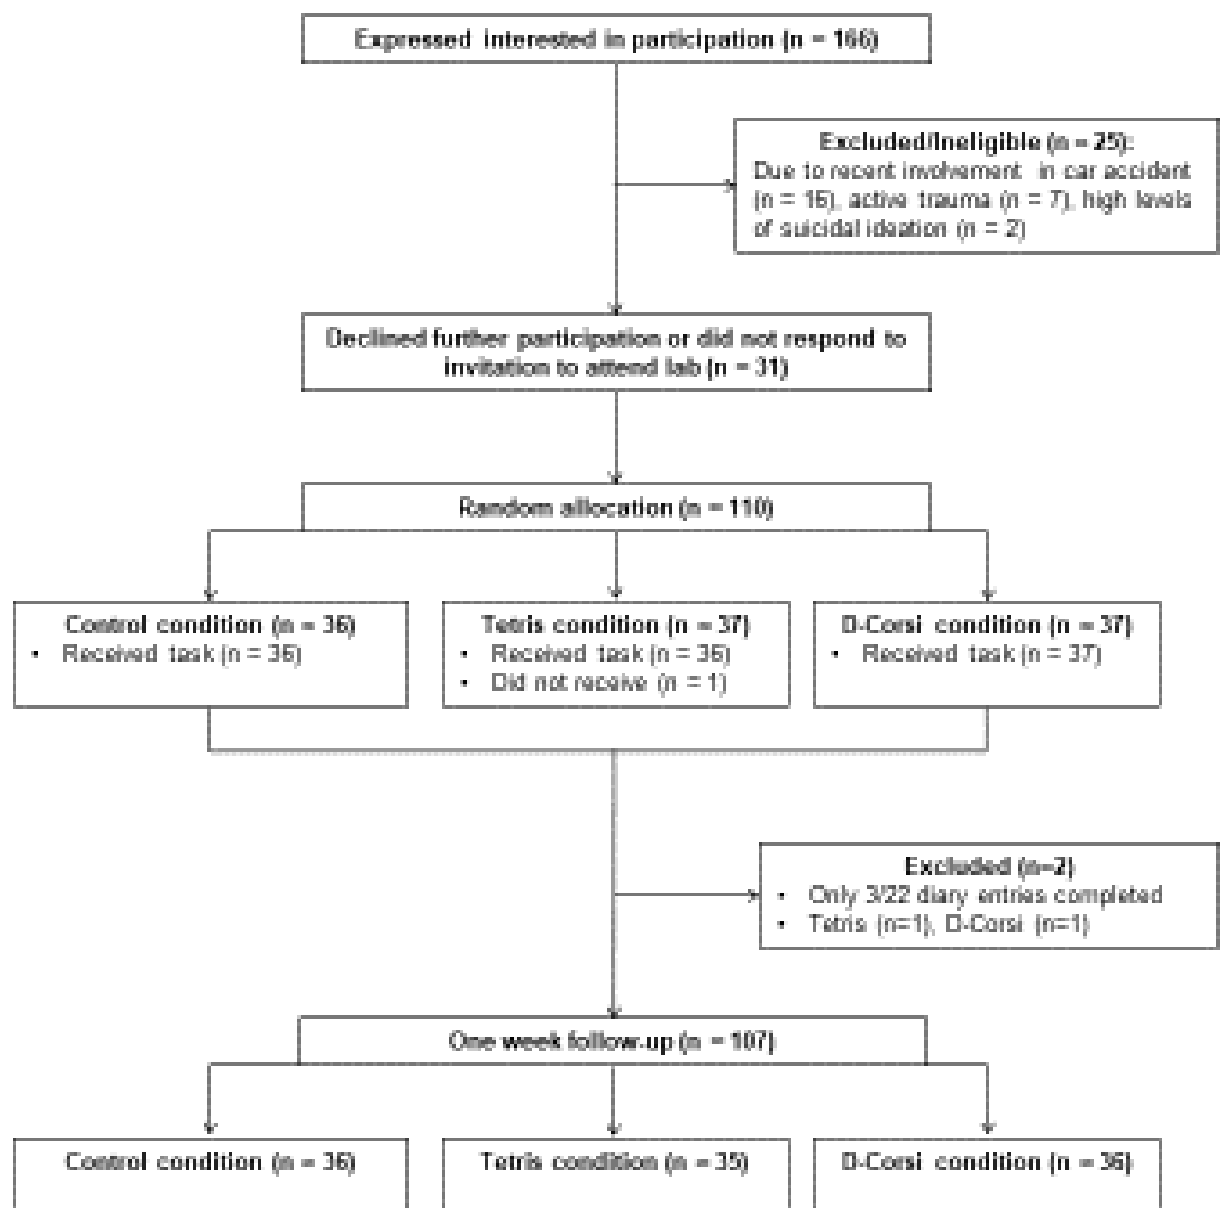 Expressed interested in participation (n = 166)
Excluded/Ineligible (n = 25):
Due to recent involvement in car accident
(n = 16), active trauma (n = 7), high levels
of suicidal ideation (n = 2)
Declined further participation or did not respond to
invitation to attend lab (n = 31)
Random allocation (n = 110)
Control condition (n = 36)
• Received task (n = 36)
Tetris condition (n = 37)
• Received task (n = 36)
• Did not receive (n = 1)
D-Corsi condition (n = 37)
• Received task (n = 37)
Excluded (n=2)
• Only 3/22 diary entries completed
• Tetris (n=1), D-Corsi (n=1)
One week follow-up (n = 107)
Control condition (n = 36)
Tetris condition (n = 35)
D-Corsi condition (n = 36)